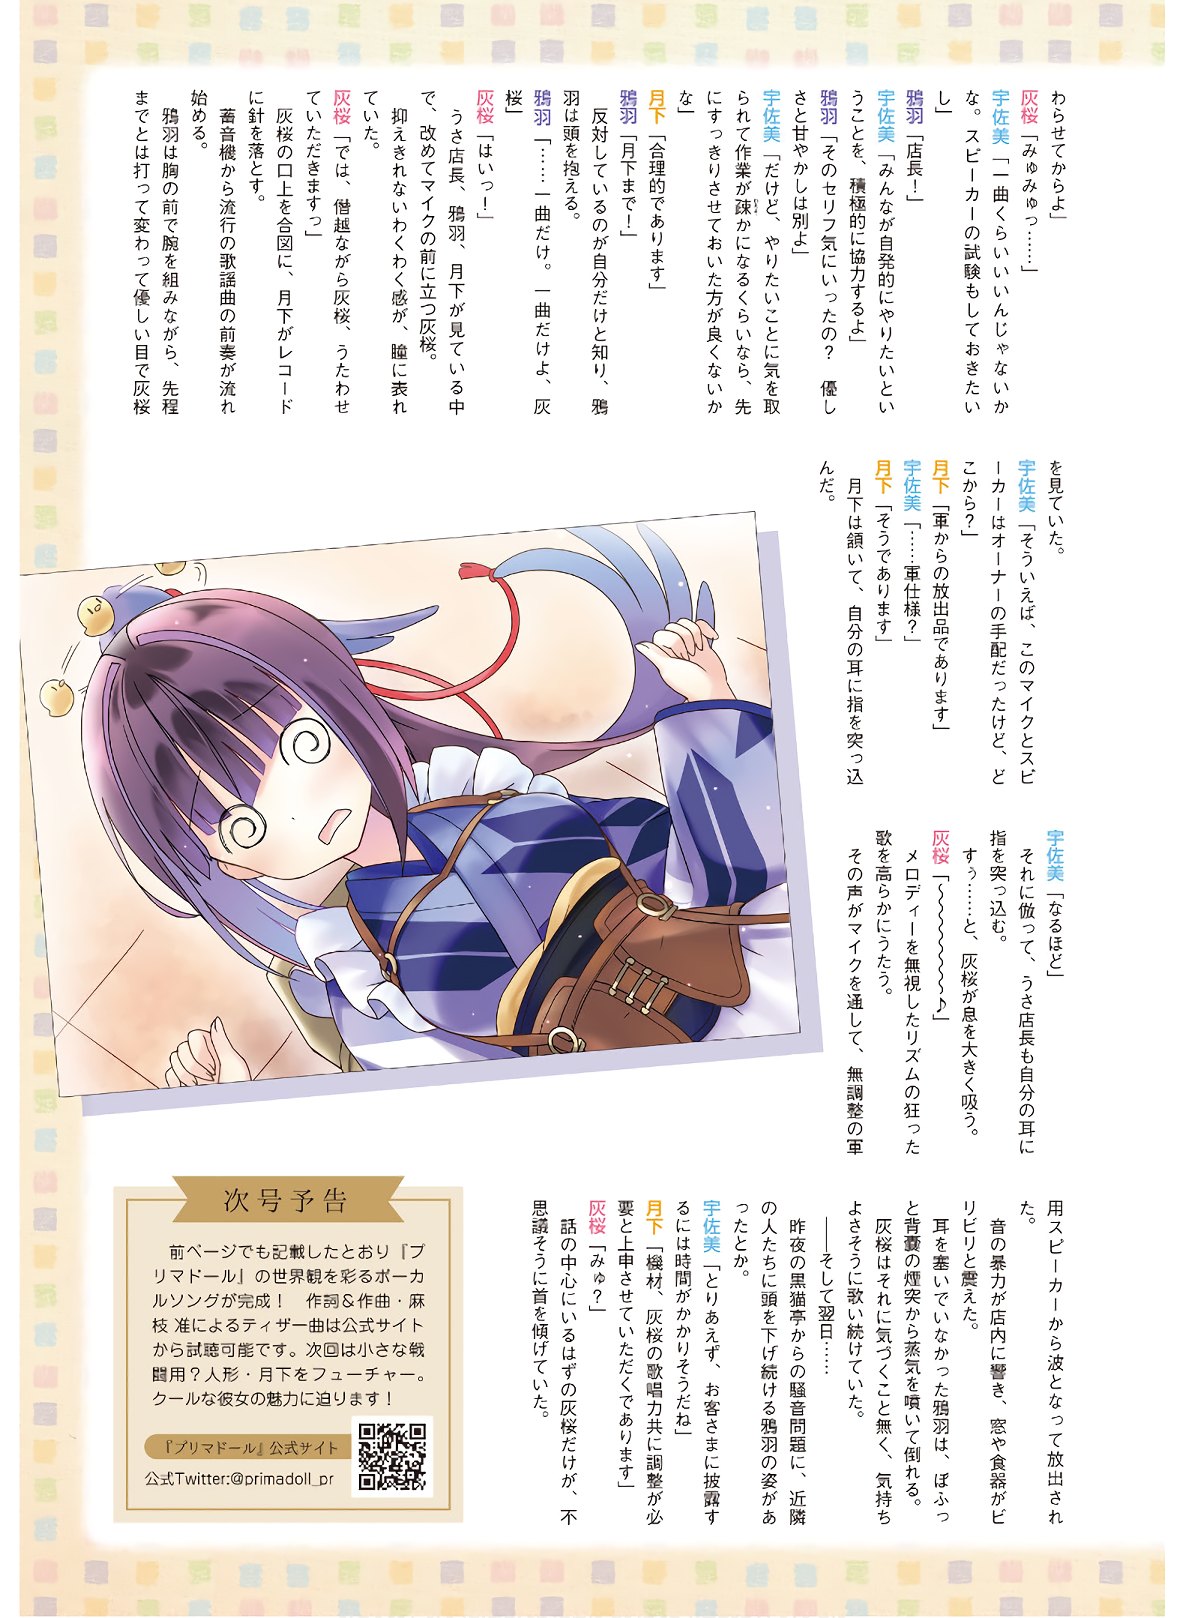 わらせてからよ」
灰桜「みゅみゅっ……」
宇佐美「一曲くらいいいんじゃないか
な。スピーカーの試験もしておきたい
し」
鴉羽「店長！」
宇佐美「みんなが自発的にやりたいとい
うことを、積極的に協力するよ」
鴉羽「そのセリフ気にいったの？　優し
さと甘やかしは別よ」
宇佐美「だけど、やりたいことに気を取
られて作業が疎かになるくらいなら、先
にすっきりさせておいた方が良くないか
な」
月下「合理的であります」
鴉羽「月下まで！」
　反対しているのが自分だけと知り、鴉
羽は頭を抱える。
鴉羽「……一曲だけ。一曲だけよ、灰
桜」
灰桜「はいっ！」
　うさ店長、鴉羽、月下が見ている中
で、改めてマイクの前に立つ灰桜。
　抑えきれないわくわく感が、瞳に表れ
ていた。
灰桜「では、僭越ながら灰桜、うたわせ
ていただきますっ」
　灰桜の口上を合図に、月下がレコード
に針を落とす。
　蓄音機から流行の歌謡曲の前奏が流れ
始める。
　鴉羽は胸の前で腕を組みながら、先程
までとは打って変わって優しい目で灰桜
を見ていた。
宇佐美「そういえば、このマイクとスピ
ーカーはオーナーの手配だったけど、ど
こから？」
月下「軍からの放出品であります」
宇佐美「……軍仕様？」
月下「そうであります」
　月下は頷いて、自分の耳に指を突っ込
んだ。
宇佐美「なるほど」
　それに倣って、うさ店長も自分の耳に
指を突っ込む。
　すぅ……と、灰桜が息を大きく吸う。
灰桜「〜〜〜〜〜〜♪」
　メロディーを無視したリズムの狂った
歌を高らかにうたう。
　その声がマイクを通して、無調整の軍
用スピーカーから波となって放出され
た。
　音の暴力が店内に響き、窓や食器がビ
リビリと震えた。
　耳を塞いでいなかった鴉羽は、ぼふっ
と背嚢の煙突から蒸気を噴いて倒れる。
　灰桜はそれに気づくこと無く、気持ち
よさそうに歌い続けていた。
　――そして翌日……
　昨夜の黒猫亭からの騒音問題に、近隣
の人たちに頭を下げ続ける鴉羽の姿があ
ったとか。
宇佐美「とりあえず、お客さまに披露す
るには時間がかかりそうだね」
月下「機材、灰桜の歌唱力共に調整が必
要と上申させていただくであります」
灰桜「みゅ？」
　話の中心にいるはずの灰桜だけが、不
思議そうに首を傾げていた。
次号予告
　前ページでも記載したとおり『プ
リマドール』の世界観を彩るボーカ
ルソングが完成！　作詞＆作曲・麻
枝 准によるティザー曲は公式サイト
から試聴可能です。次回は小さな戦
闘用？人形・月下をフューチャー。
クールな彼女の魅力に迫ります！
『プリマドール』公式サイト
公式Twitter:@primadoll_pr